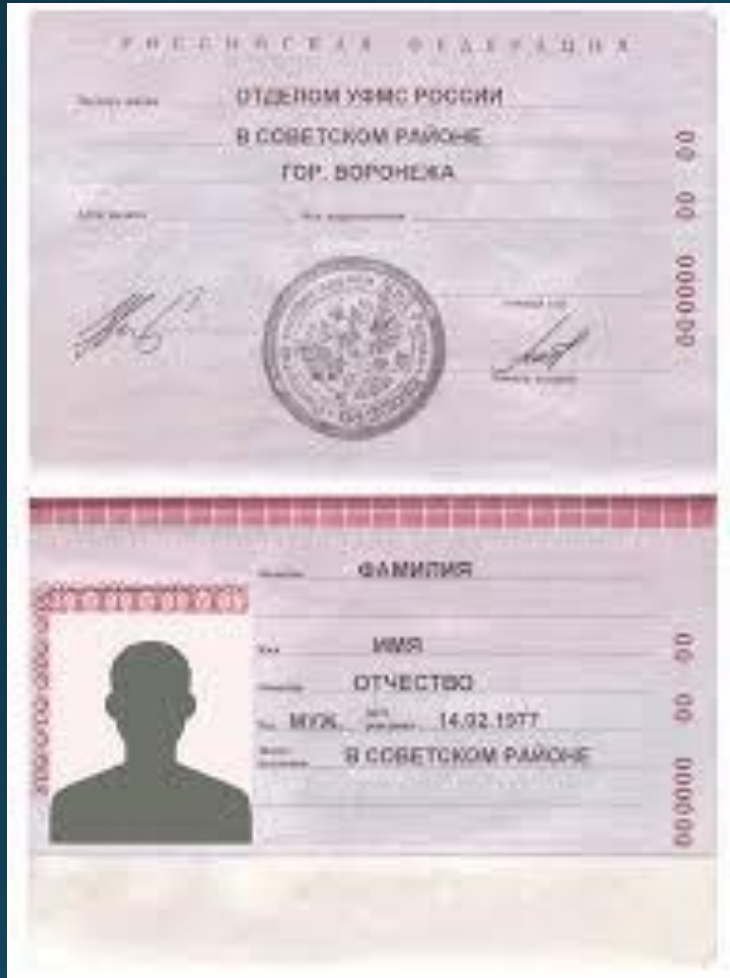 РОССИЙСКАЯ ФЕДЕРАЦИЯ
ОТДЕЛОМ УФМС РОССИИ
В СОВЕТСКОМ РАЙОНЕ
ГОР. ВОРОНЕЖА
00 00 000000
ФАМИЛИЯ
ИМЯ
ОТЧЕСТВО
МУЖ. 14.02.1977
В СОВЕТСКОМ РАЙОНЕ
00 00 000000